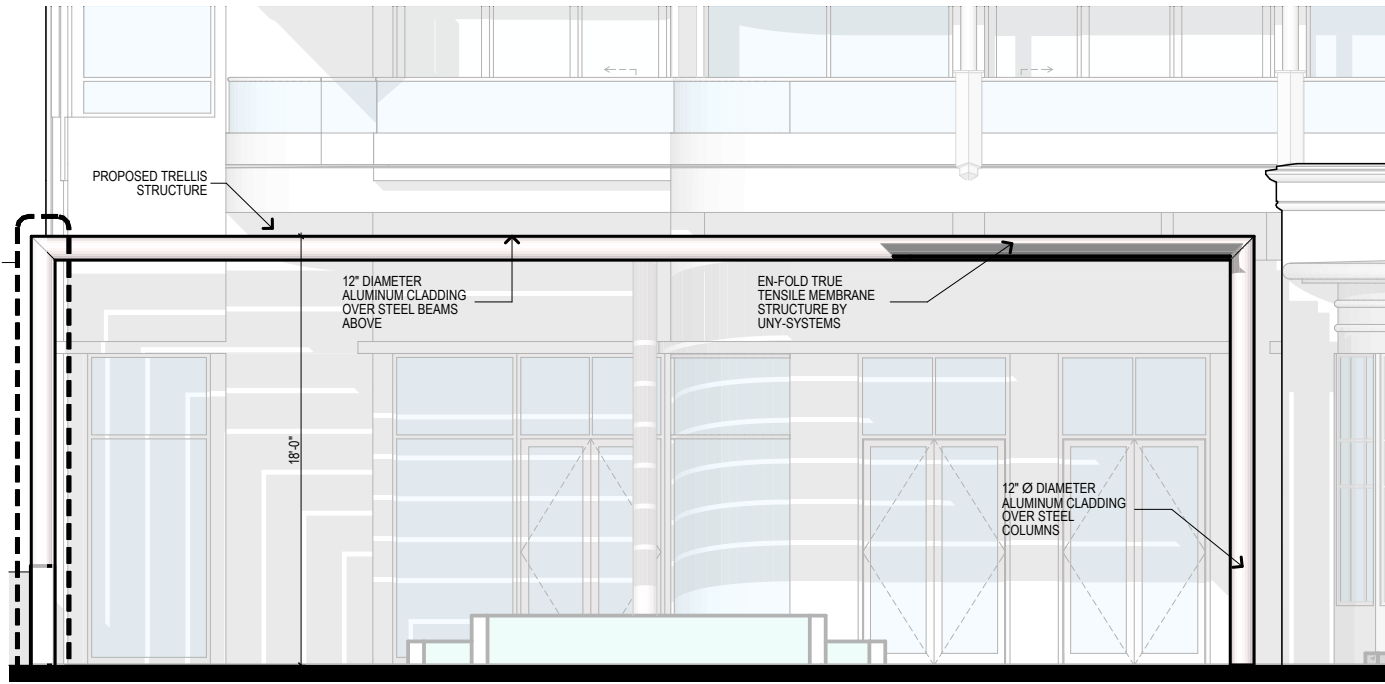 PROPOSED TRELLIS
STRUCTURE
12" DIAMETER
ALUMINUM CLADDING
OVER STEEL BEAMS
ABOVE
EN-FOLD TRUE
TENSILE MEMBRANE
STRUCTURE BY
UNY-SYSTEMS
18'-0"
12" Ø DIAMETER
ALUMINUM CLADDING
OVER STEEL
COLUMNS